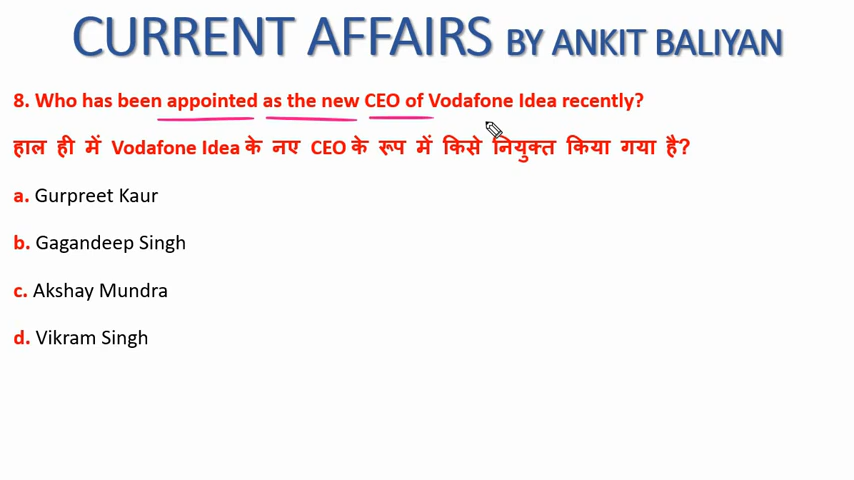 CURRENT AFFAIRS BY ANKIT BALIYAN
8. Who has been appointed as the new CEO of Vodafone Idea recently?
हाल ही में Vodafone Idea के नए CEO के रूप में किसे नियुक्त किया गया है?
a. Gurpreet Kaur
b. Gagandeep Singh
c. Akshay Mundra
d. Vikram Singh